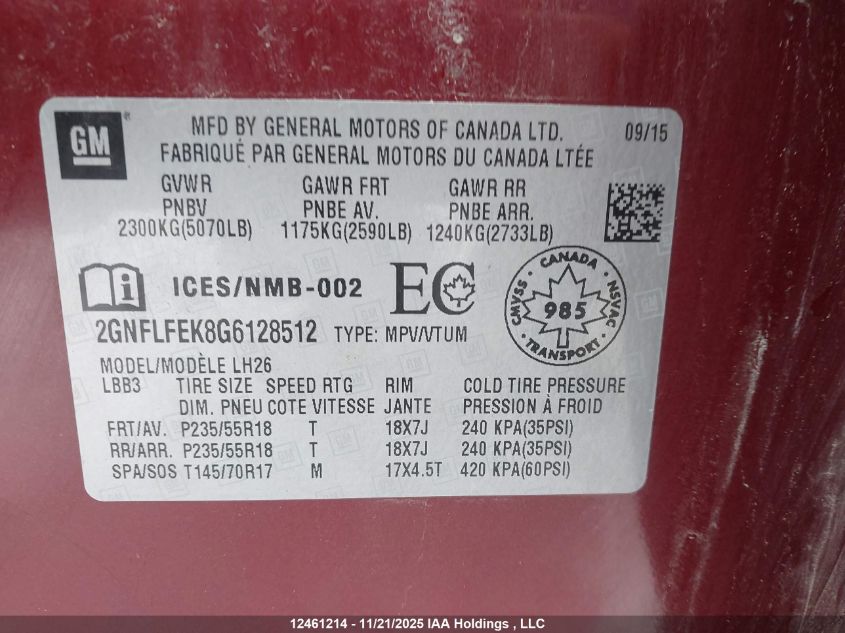 GM ®
MFD BY GENERAL MOTORS OF CANADA LTD. 09/15
FABRIQUÉ PAR GENERAL MOTORS DU CANADA LTÉE
GVWR GAWR FRT GAWR RR
PNBV PNBE AV. PNBE ARR.
2300KG(5070LB) 1175KG(2590LB) 1240KG(2733LB)
ICES/NMB-002 EC
CANADA
CMVSS 985 NSVAC
TRANSPORT
2GNFLFEK8G6128512 TYPE: MPV/VTUM
MODEL/MODÈLE LH26
LBB3 TIRE SIZE SPEED RTG RIM COLD TIRE PRESSURE
DIM. PNEU COTE VITESSE JANTE PRESSION À FROID
FRT/AV. P235/55R18 T 18X7J 240 KPA(35PSI)
RR/ARR. P235/55R18 T 18X7J 240 KPA(35PSI)
SPA/SOS T145/70R17 M 17X4.5T 420 KPA(60PSI)
12461214 - 11/21/2025 IAA Holdings , LLC